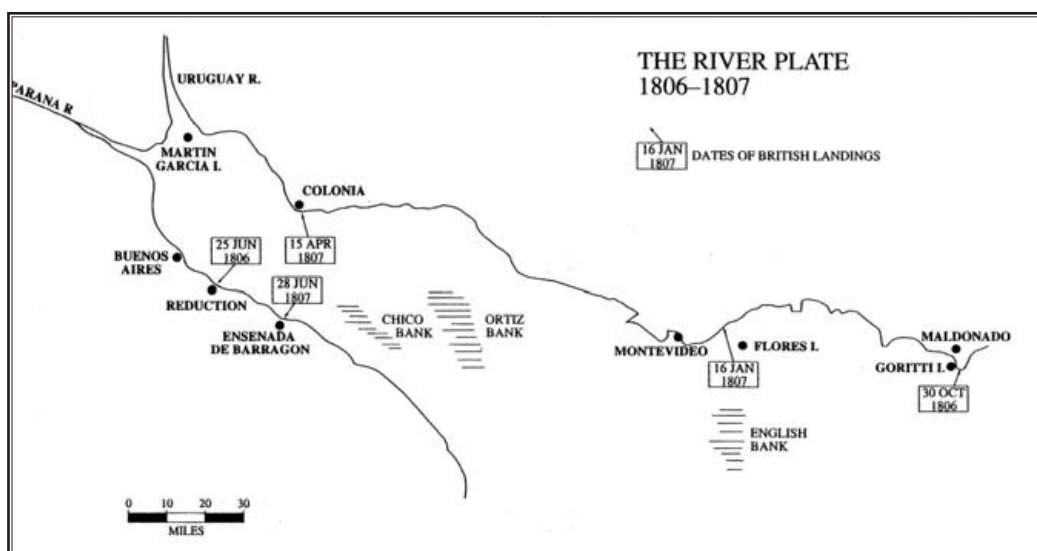 THE RIVER PLATE
1806–1807
16 JAN
1807
DATES OF BRITISH LANDINGS
PARANA R
URUGUAY R.
MARTIN
GARCIA I.
COLONIA
15 APR
1807
BUENOS
AIRES
25 JUN
1806
REDUCTION
28 JUN
1807
ENSENADA
DE BARRAGON
CHICO
BANK
ORTIZ
BANK
MONTEVIDEO
16 JAN
1807
FLORES I.
ENGLISH
BANK
MALDONADO
GORITTI I.
30 OCT
1806
0 10 20 30
MILES